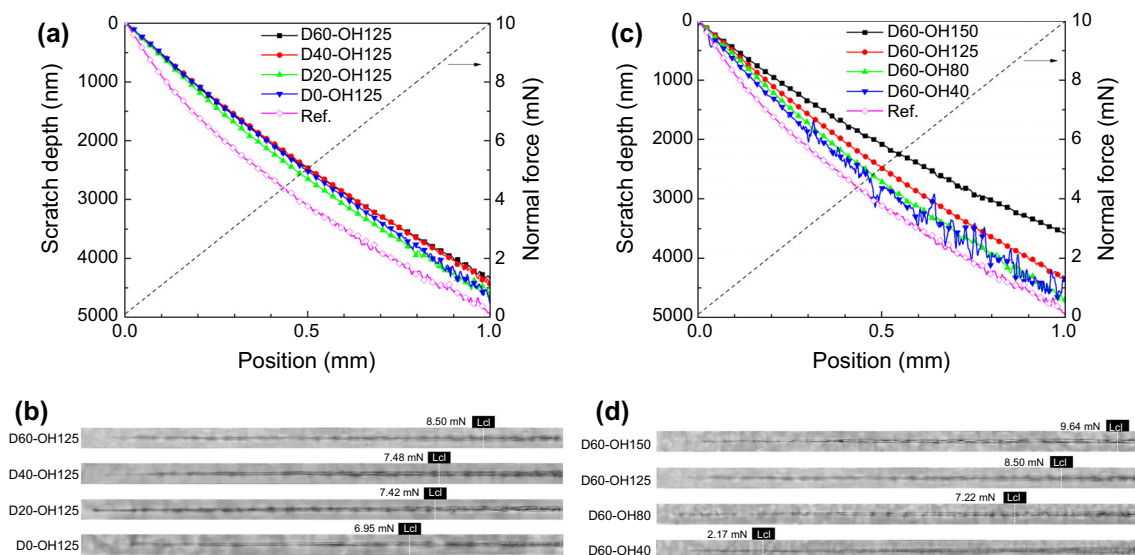 (a)
D60-OH125
D40-OH125
D20-OH125
D0-OH125
Ref.
0
1000
2000
3000
4000
5000
Scratch depth (nm)
10
8
6
4
2
0
Normal force (mN)
0.0
0.5
1.0
Position (mm)
(c)
D60-OH150
D60-OH125
D60-OH80
D60-OH40
Ref.
0
1000
2000
3000
4000
5000
Scratch depth (nm)
10
8
6
4
2
0
Normal force (mN)
0.0
0.5
1.0
Position (mm)
(b)
8.50 mN Lcl
D60-OH125
7.48 mN Lcl
D40-OH125
7.42 mN Lcl
D20-OH125
6.95 mN Lcl
D0-OH125
(d)
9.64 mN Lcl
D60-OH150
8.50 mN Lcl
D60-OH125
7.22 mN Lcl
D60-OH80
2.17 mN Lcl
D60-OH40